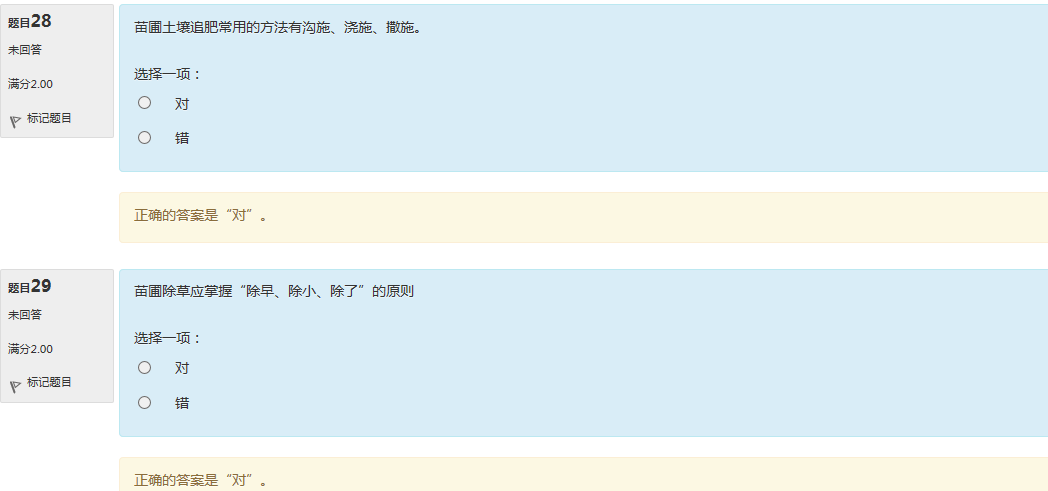 题目28
未回答
满分2.00
标记题目
苗圃土壤追肥常用的方法有沟施、浇施、撒施。
选择一项：
对
错
正确的答案是“对”。
题目29
未回答
满分2.00
标记题目
苗圃除草应掌握“除早、除小、除了”的原则
选择一项：
对
错
正确的答案是“对”。